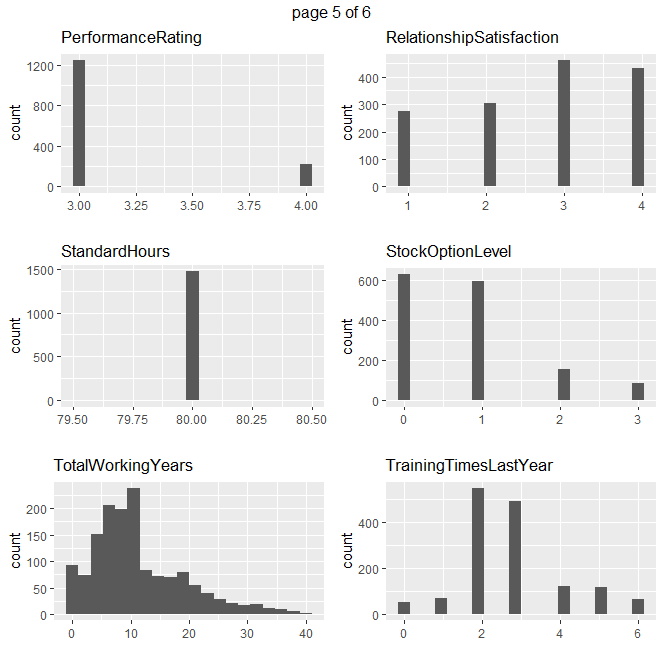 page 5 of 6
PerformanceRating
count
1200
800
400
0
3.00 3.25 3.50 3.75 4.00
RelationshipSatisfaction
count
400
300
200
100
0
1 2 3 4
StandardHours
count
1500
1000
500
0
79.50 79.75 80.00 80.25 80.50
StockOptionLevel
count
600
400
200
0
0 1 2 3
TotalWorkingYears
count
200
150
100
50
0
0 10 20 30 40
TrainingTimesLastYear
count
400
200
0
0 2 4 6